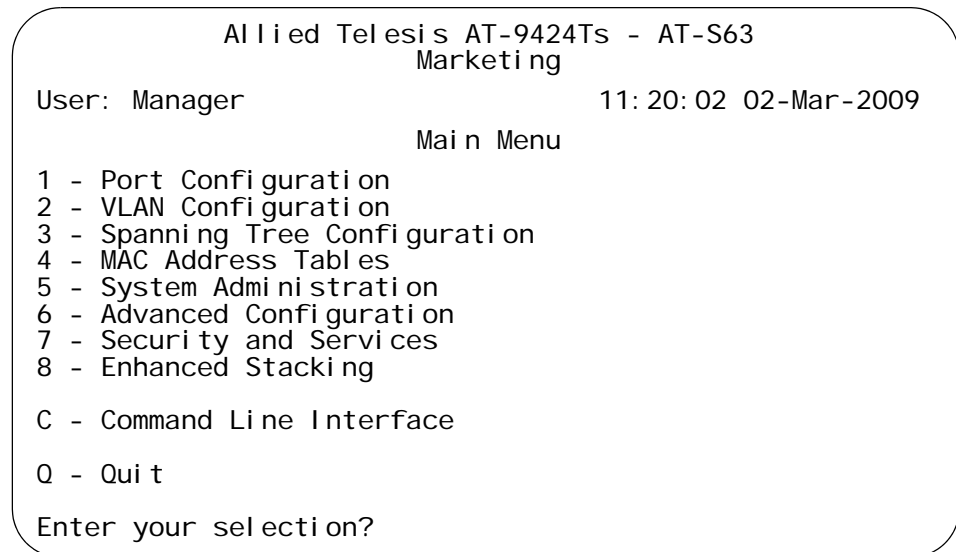 Allied Telesis AT-9424Ts - AT-S63
Marketing
User: Manager 11:20:02 02-Mar-2009
Main Menu
1 - Port Configuration
2 - VLAN Configuration
3 - Spanning Tree Configuration
4 - MAC Address Tables
5 - System Administration
6 - Advanced Configuration
7 - Security and Services
8 - Enhanced Stacking
C - Command Line Interface
Q - Quit
Enter your selection?